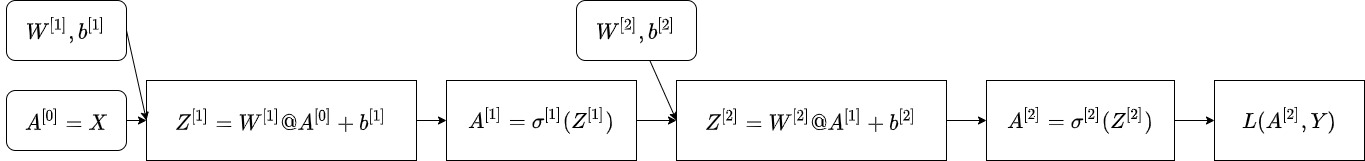 W^{[1]}, b^{[1]}
W^{[2]}, b^{[2]}
A^{[0]} = X
Z^{[1]} = W^{[1]}@A^{[0]} + b^{[1]}
A^{[1]} = σ^{[1]}(Z^{[1]})
Z^{[2]} = W^{[2]}@A^{[1]} + b^{[2]}
A^{[2]} = σ^{[2]}(Z^{[2]})
L(A^{[2]}, Y)